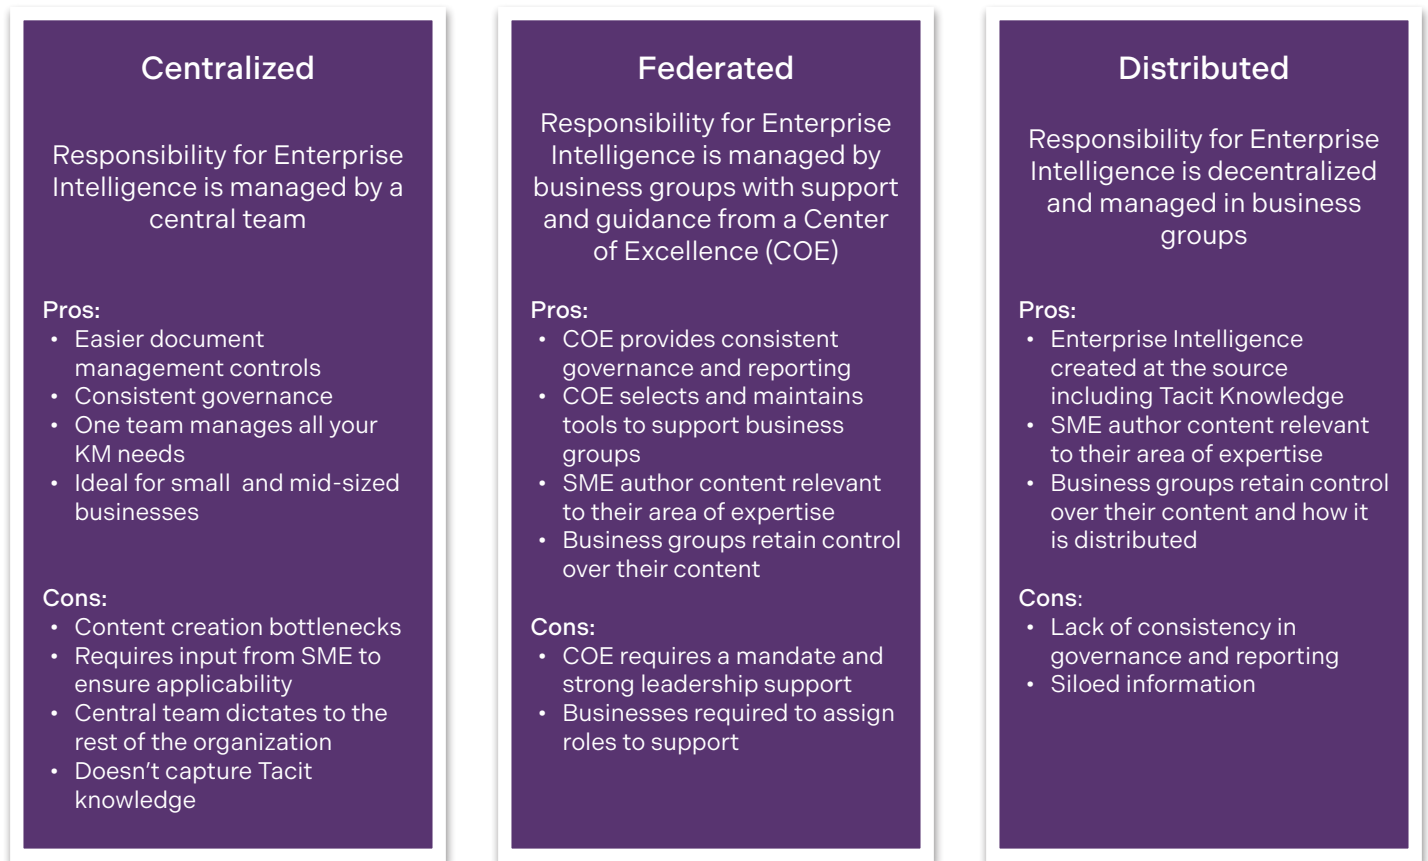 Centralized
Responsibility for Enterprise
Intelligence is managed by a
central team
Pros:
• Easier document
management controls
• Consistent governance
• One team manages all your
KM needs
• Ideal for small  and mid-sized
businesses
Cons:
• Content creation bottlenecks
• Requires input from SME to
ensure applicability
• Central team dictates to the
rest of the organization
• Doesn’t capture Tacit
knowledge
Federated
Responsibility for Enterprise
Intelligence is managed by
business groups with support
and guidance from a Center
of Excellence (COE)
Pros:
• COE provides consistent
governance and reporting
• COE selects and maintains
tools to support business
groups
• SME author content relevant
to their area of expertise
• Business groups retain control
over their content
Cons:
• COE requires a mandate and
strong leadership support
• Businesses required to assign
roles to support
Distributed
Responsibility for Enterprise
Intelligence is decentralized
and managed in business
groups
Pros:
• Enterprise Intelligence
created at the source
including Tacit Knowledge
• SME author content relevant
to their area of expertise
• Business groups retain control
over their content and how it
is distributed
Cons:
• Lack of consistency in
governance and reporting
• Siloed information